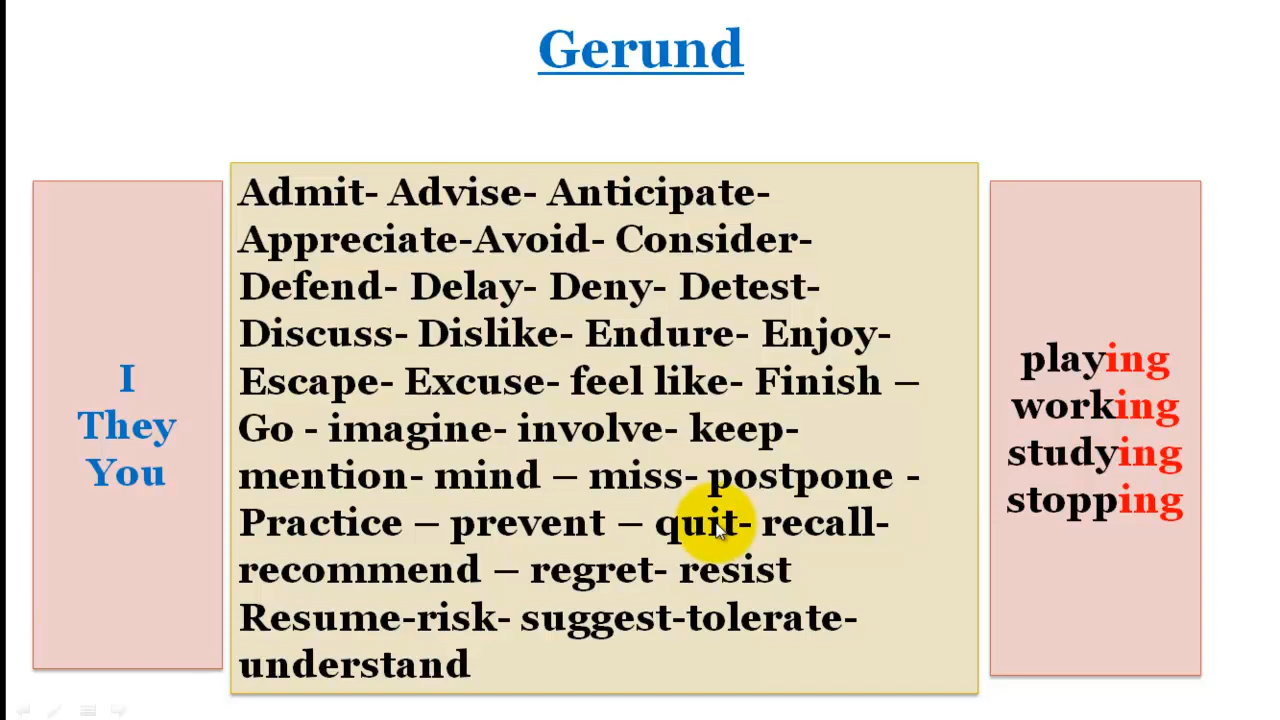 Gerund
I
They
You
Admit- Advise- Anticipate-
Appreciate-Avoid- Consider-
Defend- Delay- Deny- Detest-
Discuss- Dislike- Endure- Enjoy-
Escape- Excuse- feel like- Finish –
Go - imagine- involve- keep-
mention- mind – miss- postpone -
Practice – prevent – quit- recall-
recommend – regret- resist
Resume-risk- suggest-tolerate-
understand
playing
working
studying
stopping